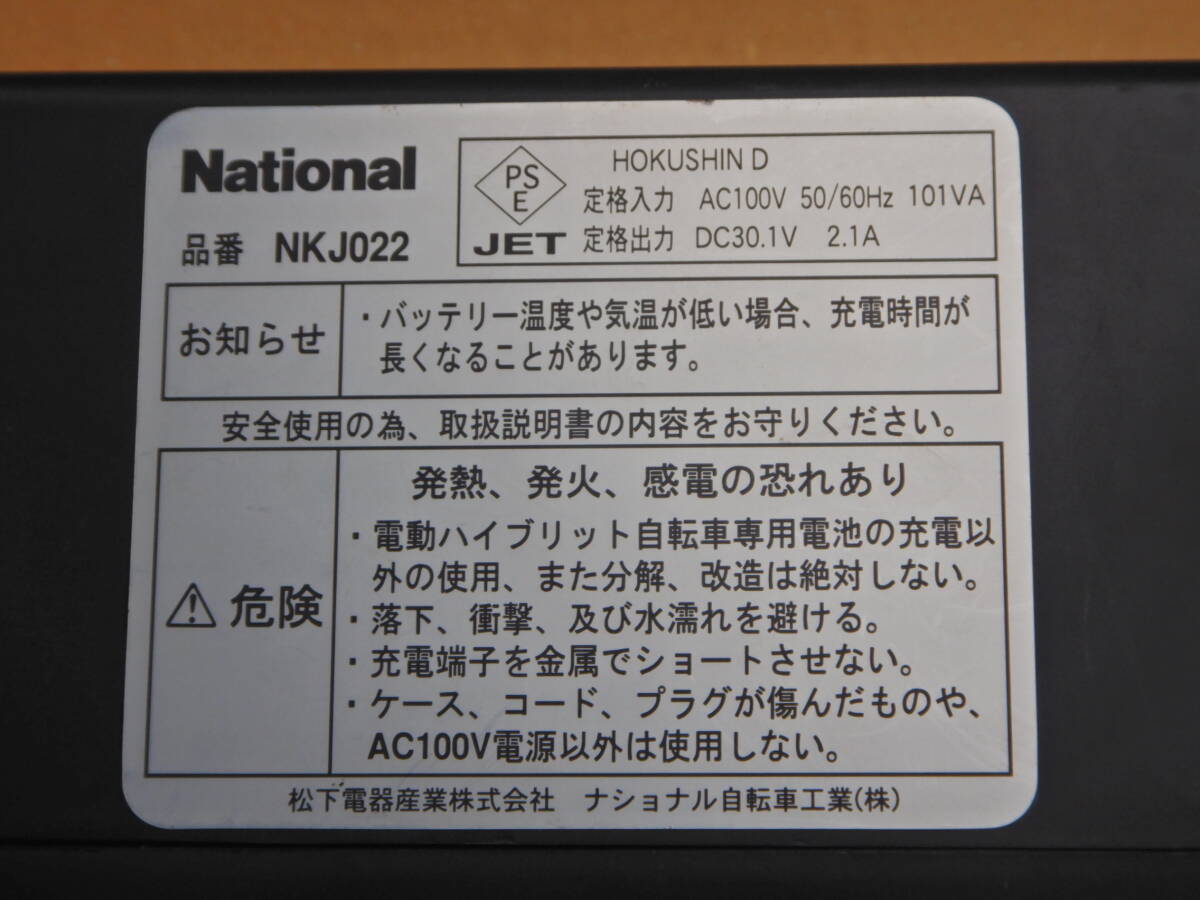 National
品番 NKJ022
PS
E
JET
HOKUSHIN D
定格入力 AC100V 50/60Hz 101VA
定格出力 DC30.1V 2.1A
お知らせ
・バッテリー温度や気温が低い場合、充電時間が
長くなることがあります。
安全使用の為、取扱説明書の内容をお守りください。
危険
発熱、発火、感電の恐れあり
・電動ハイブリット自転車専用電池の充電以
外の使用、また分解、改造は絶対しない。
・落下、衝撃、及び水濡れを避ける。
・充電端子を金属でショートさせない。
・ケース、コード、プラグが傷んだものや、
AC100V電源以外は使用しない。
松下電器産業株式会社 ナショナル自転車工業(株)